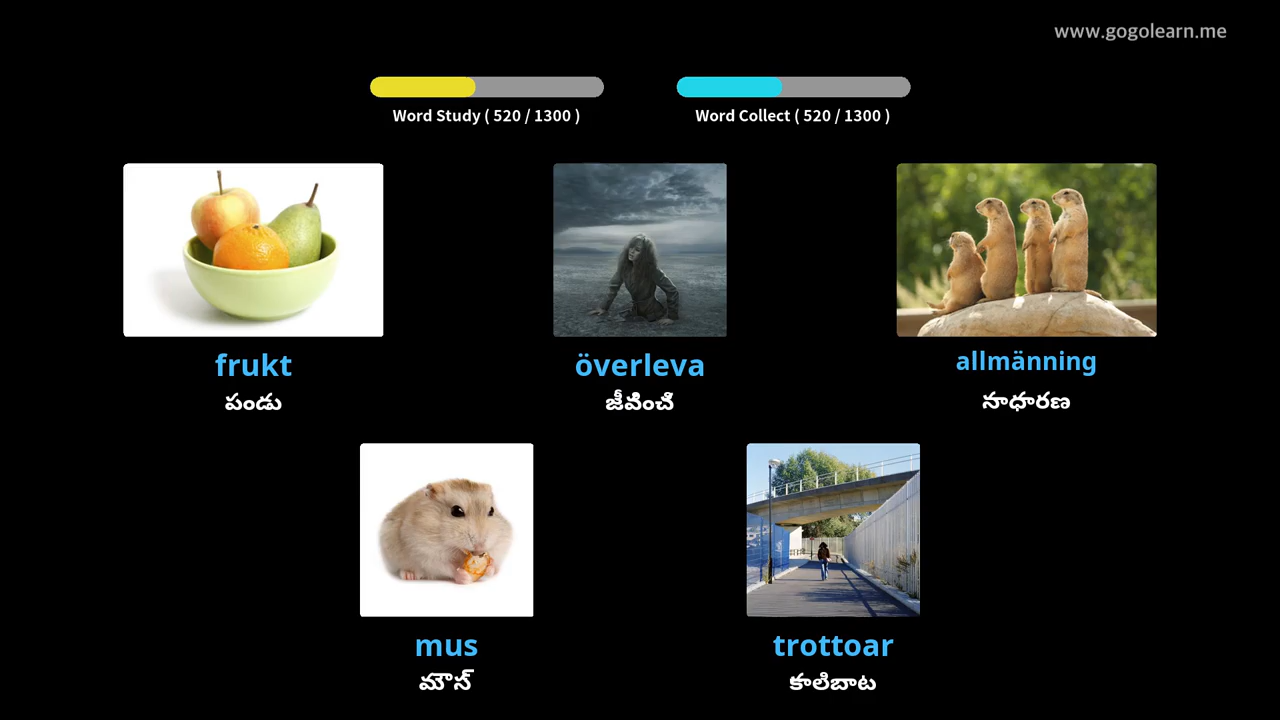 www.gogolearn.me
Word Study ( 520 / 1300 )
Word Collect ( 520 / 1300 )
frukt
överleva
allmänning
పండు
జీవించి
సాధారణ
mus
trottoar
మౌస్
కాలిబాట